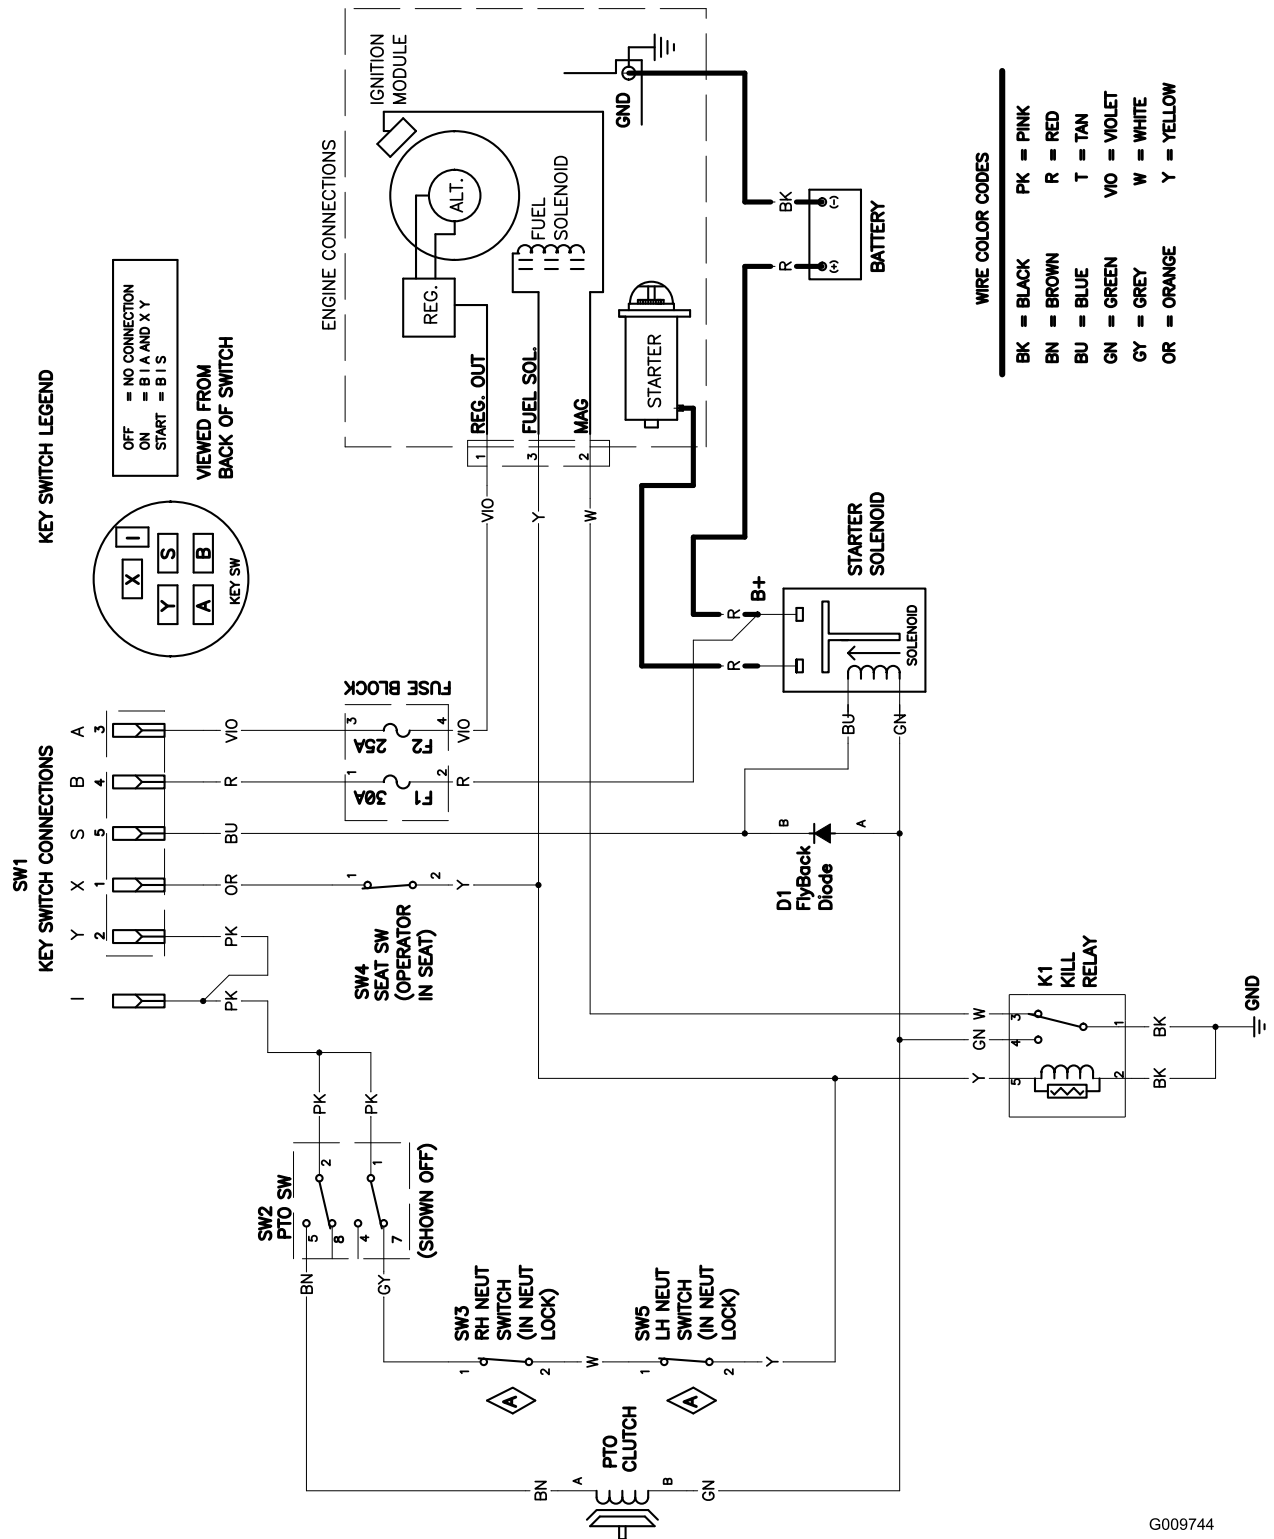 KEY SWITCH LEGEND
OFF = NO CONNECTION
ON = B I A AND X Y
START = B I S
VIEWED FROM
BACK OF SWITCH
I
X
S
Y
B
A
KEY SW
SW1
KEY SWITCH CONNECTIONS
A
B
S
X
Y
I
3
4
5
1
2
VIO
R
BU
OR
PK
PK
FUSE BLOCK
3
4
25A
F2
VIO
1
2
30A
F1
R
1
2
Y
SW4
SEAT SW
(OPERATOR
IN SEAT)
ENGINE CONNECTIONS
IGNITION
MODULE
ALT.
REG.
FUEL
SOLENOID
GND
STARTER
REG. OUT
FUEL SOL.
MAG
1
3
2
VIO
Y
W
BK
R
(-)
(+)
BATTERY
STARTER
SOLENOID
B+
R
R
SOLENOID
BU
GN
B
A
D1
FlyBack
Diode
W
GN
Y
3
4
5
1
2
K1
KILL
RELAY
BK
BK
GND
PK
PK
SW2
PTO SW
2
1
5
8
4
7
(SHOWN OFF)
BN
GY
SW3
RH NEUT
SWITCH
(IN NEUT
LOCK)
1
2
A
W
SW5
LH NEUT
SWITCH
(IN NEUT
LOCK)
1
2
A
Y
PTO
CLUTCH
BN
A
B
GN
WIRE COLOR CODES
BK = BLACK PK = PINK
BN = BROWN R = RED
BU = BLUE T = TAN
GN = GREEN VIO = VIOLET
GY = GREY W = WHITE
OR = ORANGE Y = YELLOW
G009744